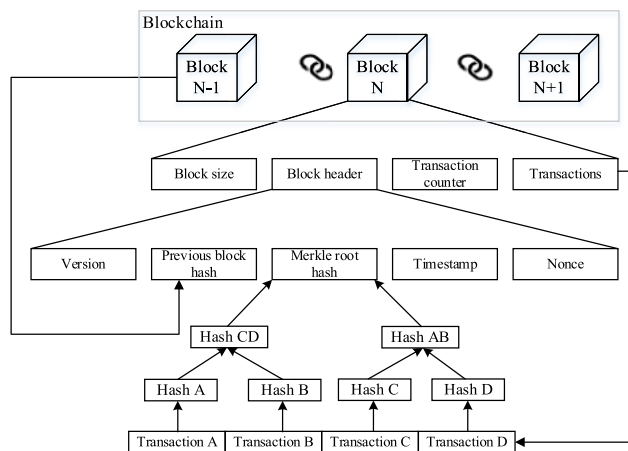 Blockchain
Block
N-1
Block
N
Block
N+1
Block size
Block header
Transaction
counter
Transactions
Version
Previous block
hash
Merkle root
hash
Timestamp
Nonce
Hash CD
Hash AB
Hash A
Hash B
Hash C
Hash D
Transaction A
Transaction B
Transaction C
Transaction D